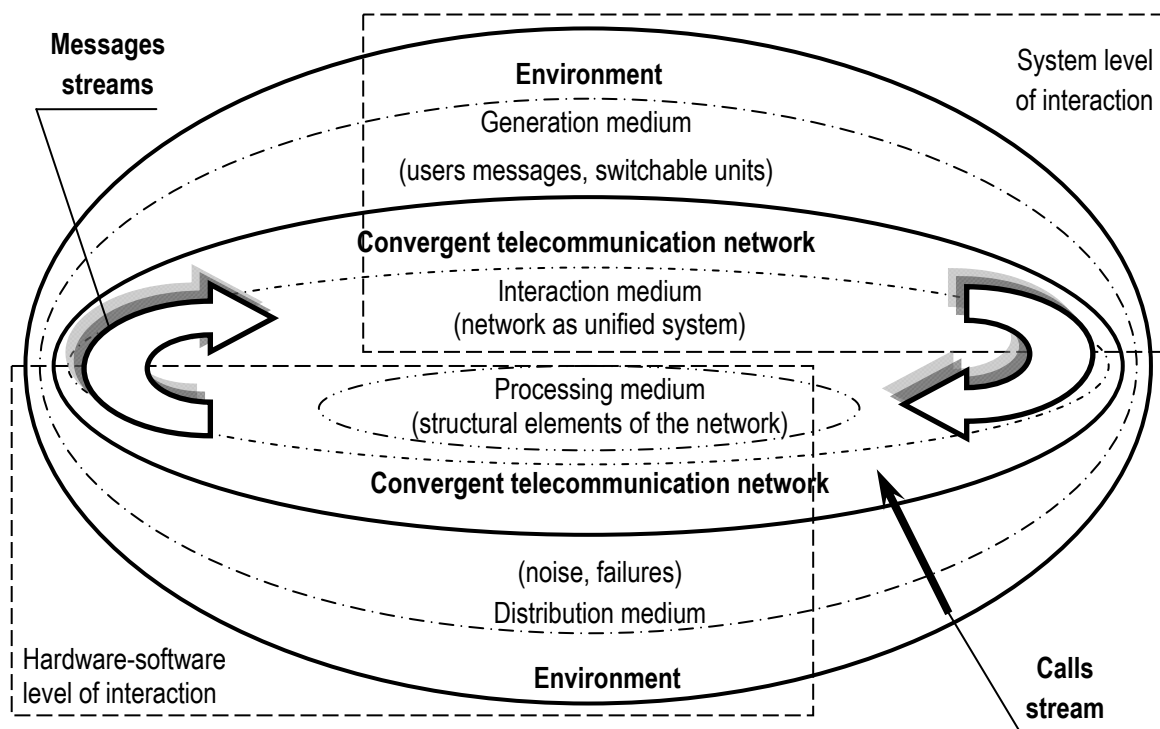 Messages
streams
Environment
System level
of interaction
Generation medium
(users messages, switchable units)
Convergent telecommunication network
Interaction medium
(network as unified system)
Processing medium
(structural elements of the network)
Convergent telecommunication network
(noise, failures)
Distribution medium
Hardware-software
level of interaction
Environment
Calls
stream